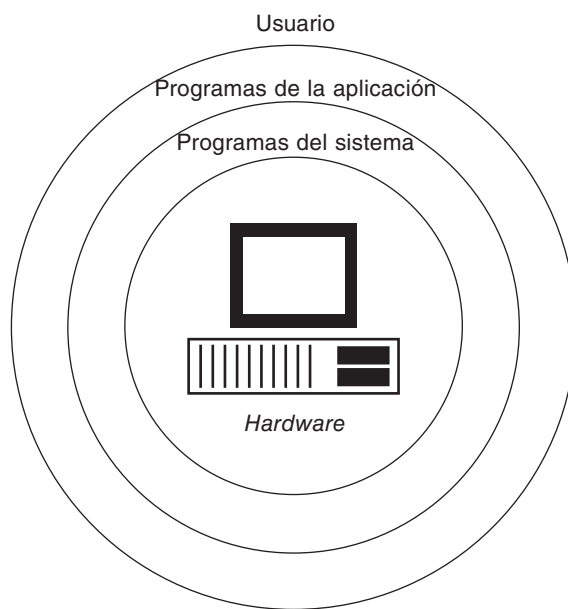 Usuario
Programas de la aplicación
Programas del sistema
Hardware